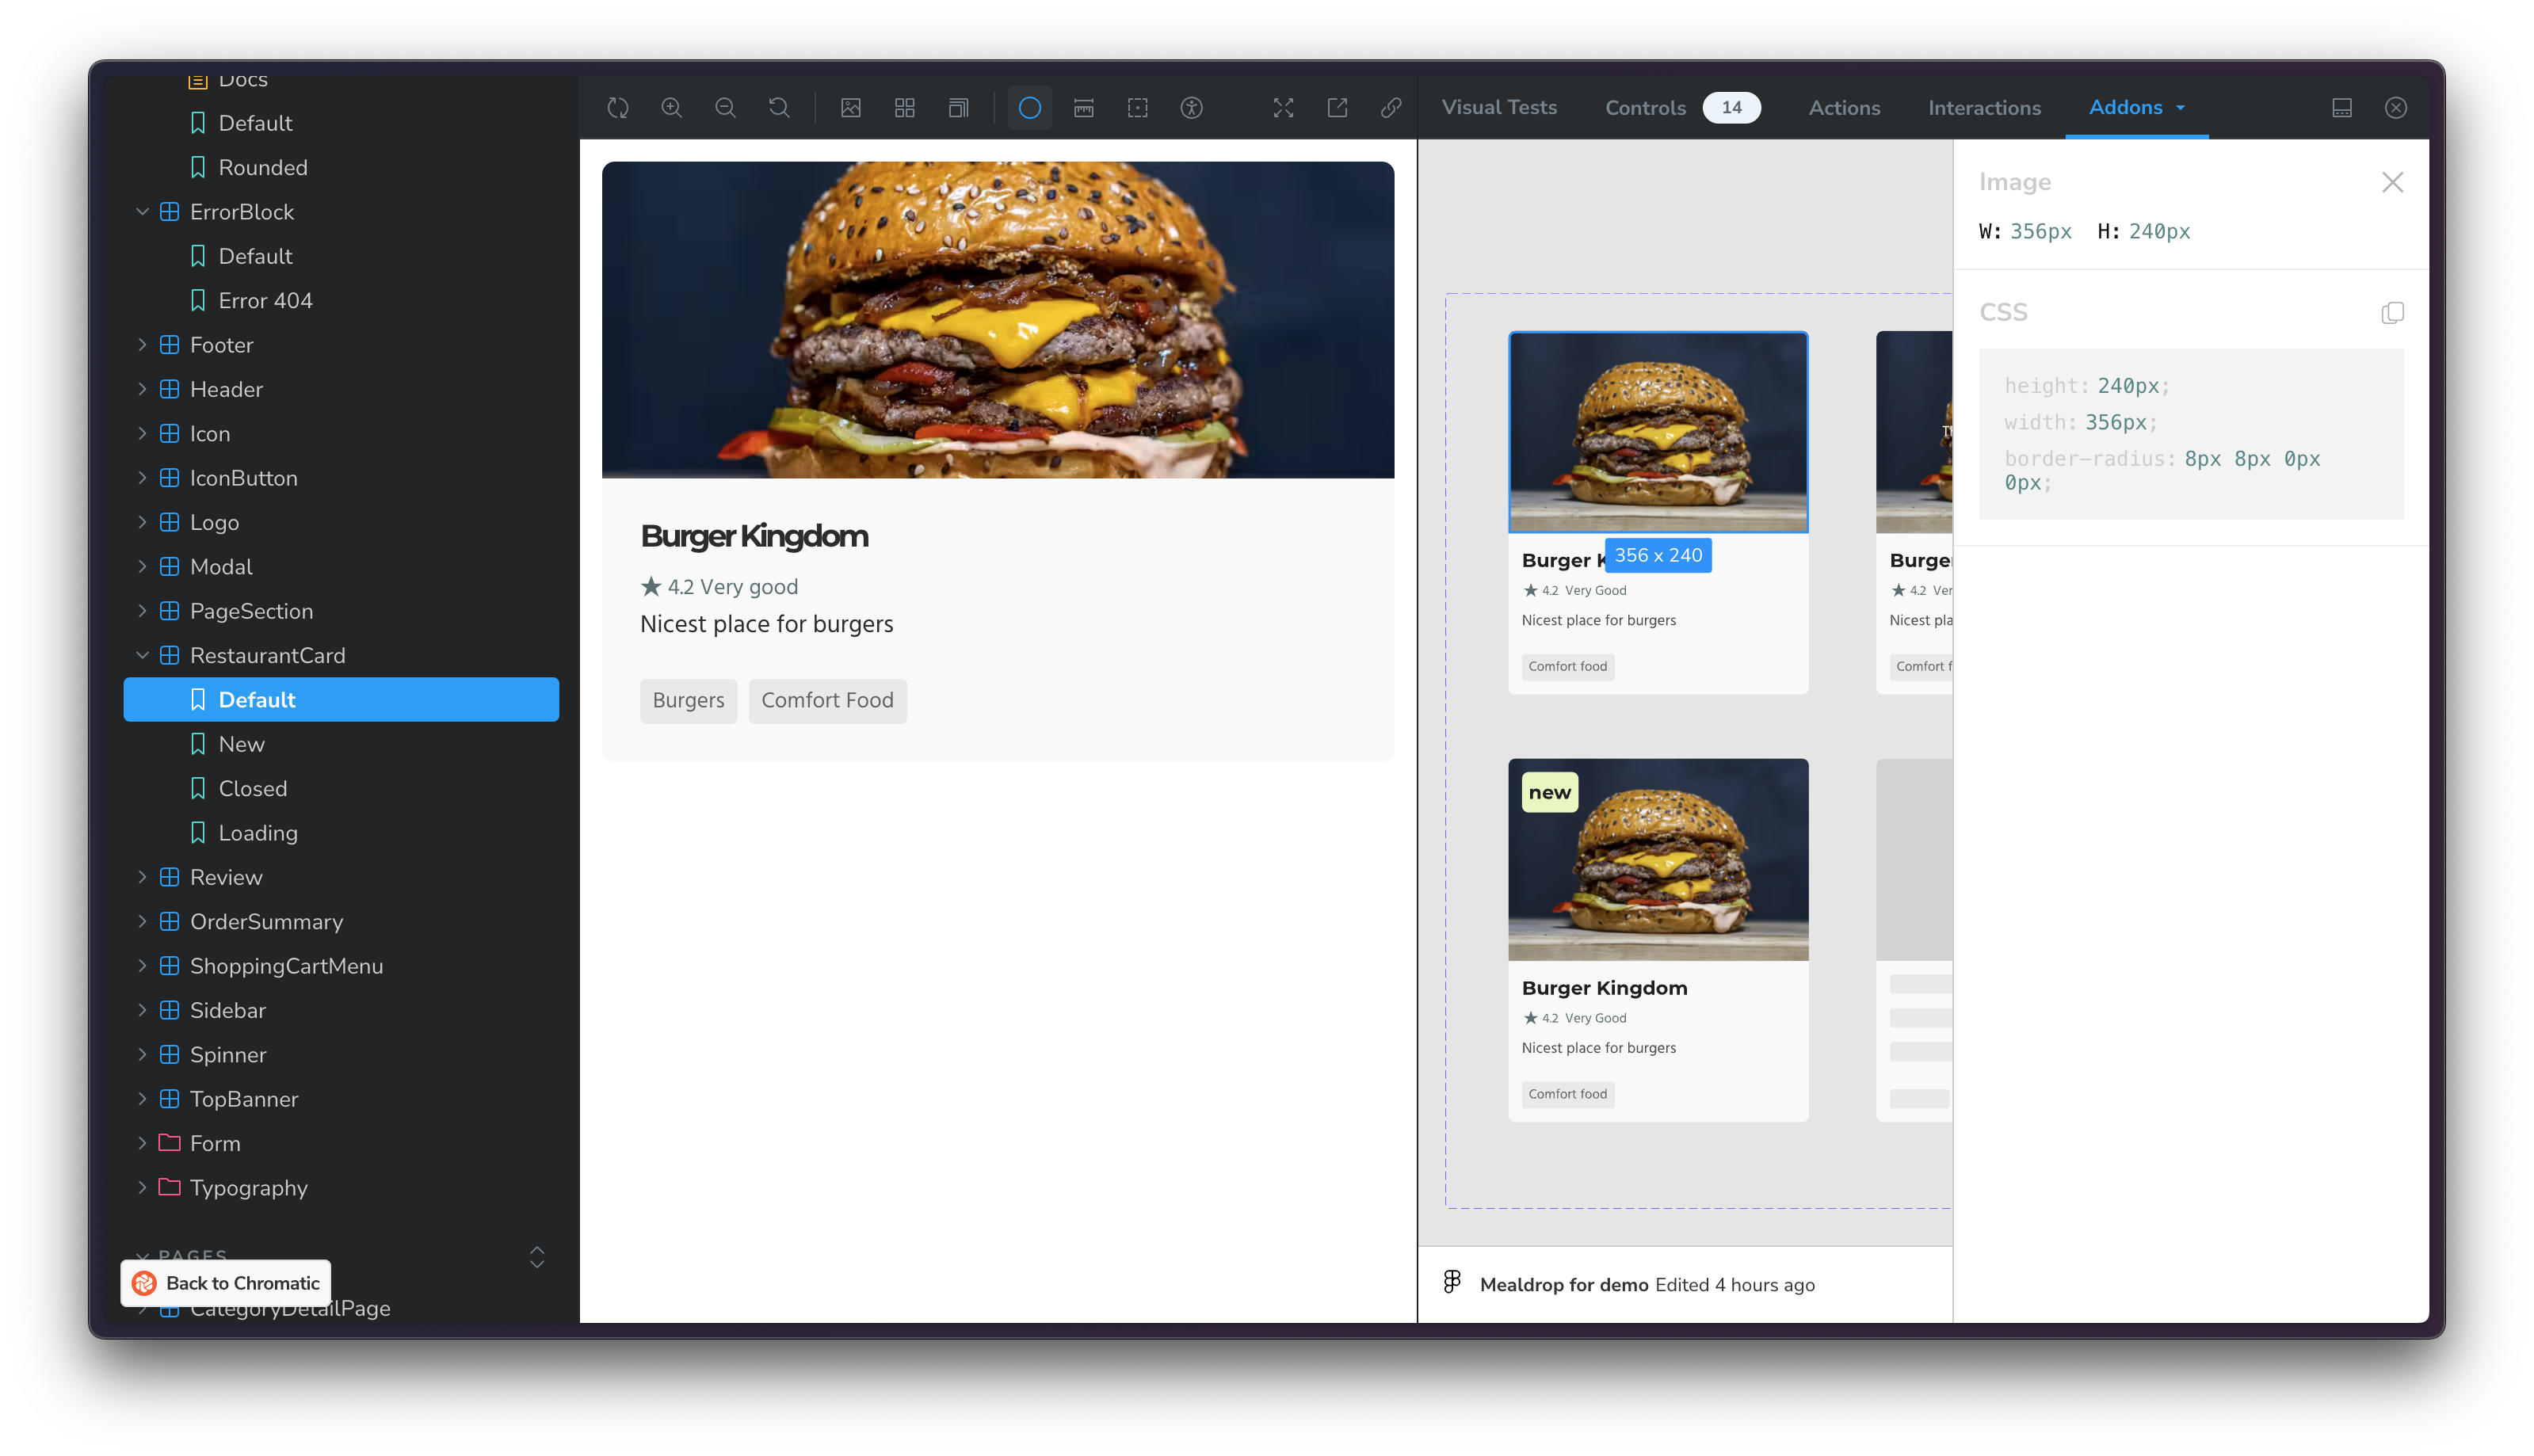 Docs
Default
Rounded
ErrorBlock
Default
Error 404
Footer
Header
Icon
IconButton
Logo
Modal
PageSection
RestaurantCard
Default
New
Closed
Loading
Review
OrderSummary
ShoppingCartMenu
Sidebar
Spinner
TopBanner
Form
Typography
PAGES
Back to Chromatic
CategoryDetailPage
Burger Kingdom
4.2 Very good
Nicest place for burgers
Burgers Comfort Food
Visual Tests Controls 14 Actions Interactions Addons
Burger K
356 x 240
4.2 Very Good
Nicest place for burgers
Comfort food
Burge
4.2 Ver
Nicest pla
Comfort f
new
Burger Kingdom
4.2 Very Good
Nicest place for burgers
Comfort food
Mealdrop for demo Edited 4 hours ago
Image
W: 356px H: 240px
CSS
height: 240px;
width: 356px;
border-radius: 8px 8px 0px
0px;